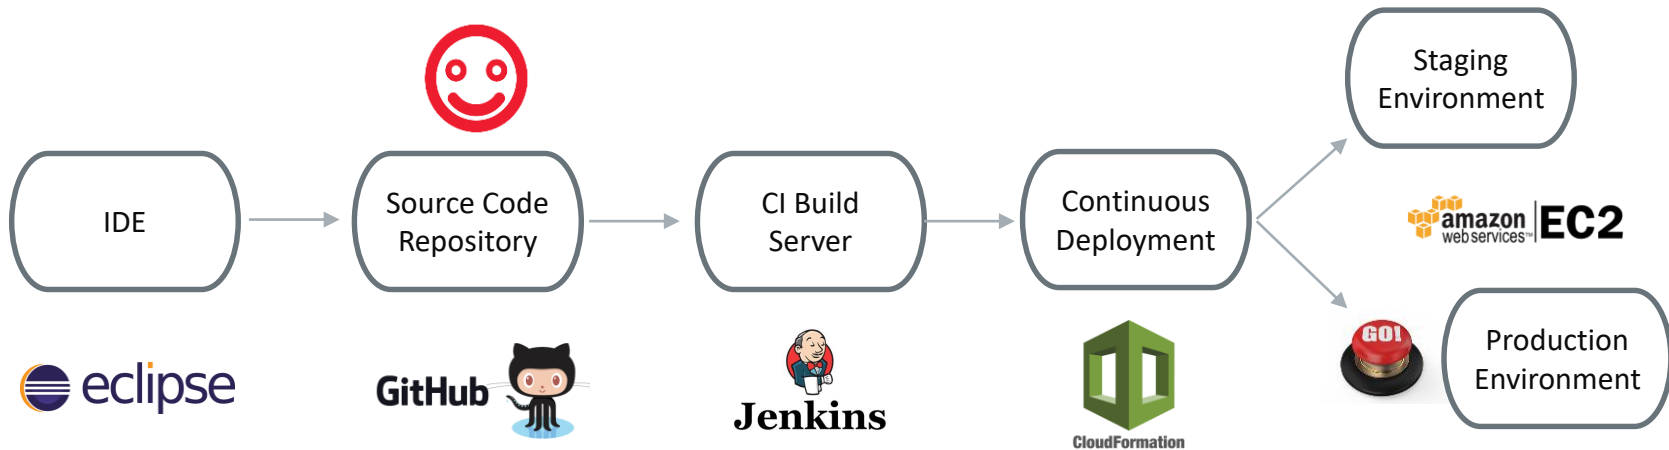 IDE
Source Code
Repository
CI Build
Server
Continuous
Deployment
Staging
Environment
amazon
web services™
EC2
GO!
Production
Environment
eclipse
GitHub
Jenkins
CloudFormation